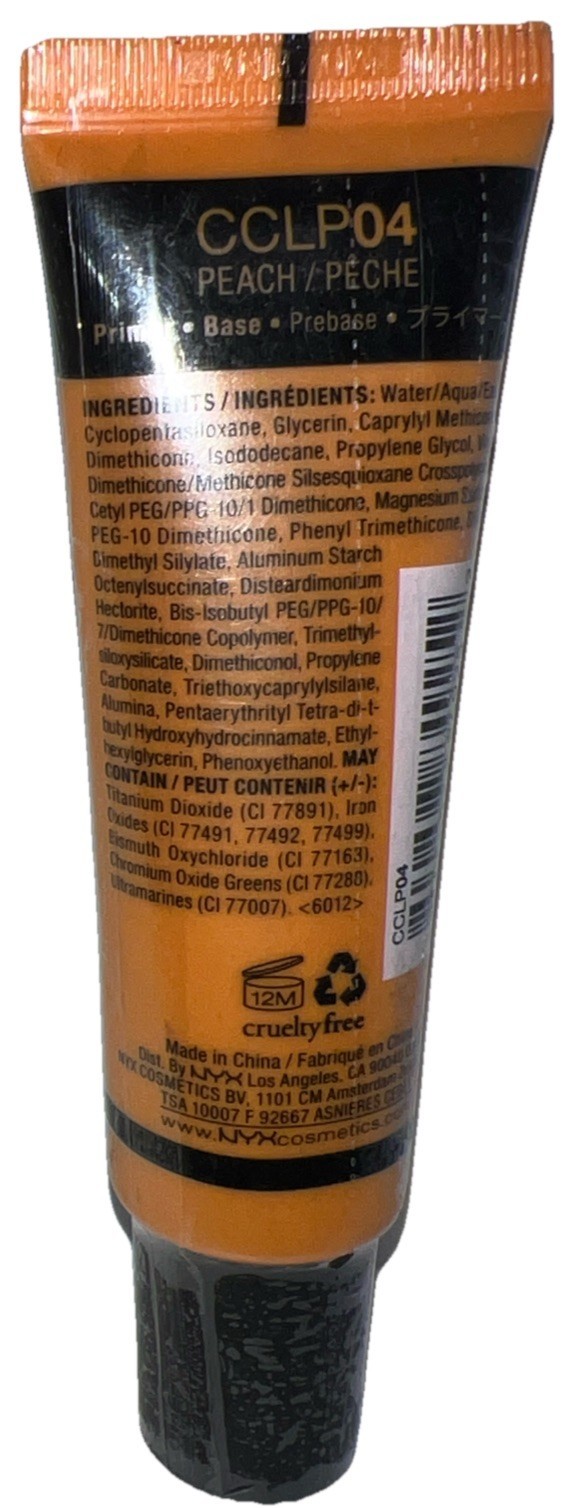 CCLP04
PEACH / PÊCHE
• Base • Prebase • プライマー
INGREDIENTS / INGRÉDIENTS: Water/Aqua/
Cyclopentasiloxane, Glycerin, Caprylyl
Dimethicone, Isododecane, Propylene Glycol,
Dimethicone/Methicone Silsesquioxane
Cetyl PEG/PPG-10/1 Dimethicone, Magnesium
PEG-10 Dimethicone, Phenyl Trimethicone,
Dimethyl Silylate, Aluminum Starch
Octenylsuccinate, Disteardimonium
Hectorite, Bis-Isobutyl PEG/PPG-10/
7/Dimethicone Copolymer, Trimethyl-
siloxysilicate, Dimethiconol, Propylene
Carbonate, Triethoxycaprylylsilane,
Alumina, Pentaerythrityl Tetra-di-t-
butyl Hydroxyhydrocinnamate, Ethyl-
hexylglycerin, Phenoxyethanol. MAY
CONTAIN / PEUT CONTENIR (+/-):
Titanium Dioxide (CI 77891), Iron
Oxides (CI 77491, 77492, 77499),
Bismuth Oxychloride (CI 77163),
Chromium Oxide Greens (CI 77288),
Ultramarines (CI 77007). <6012>
CCLP04
12M
cruelty free
Made in China / Fabriqué en
Dist. By NYX Los Angeles, CA 90040
NYX COSMETICS BV, 1101 CM Amsterdam
TSA 10007 F 92667 ASNIERES
www.NYXcosmetics